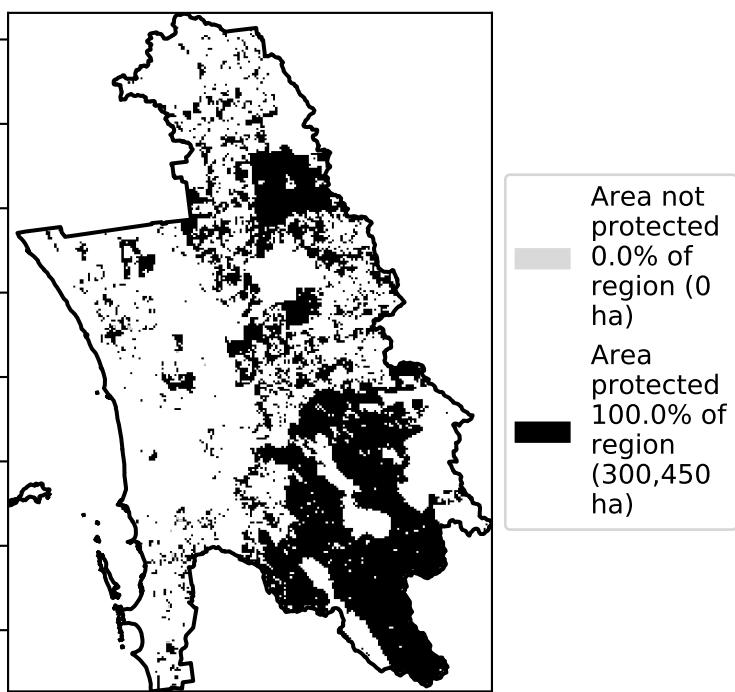 Area not
protected
0.0% of
region (0
ha)
Area
protected
100.0% of
region
(300,450
ha)